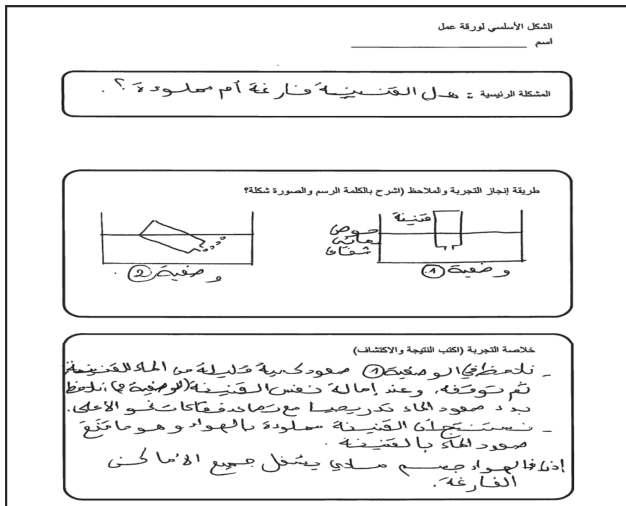 الشكل الأساسي لورقة عمل
اسم
المشكلة الرئيسية : هل القنينة فارغة أم مملوءة ؟ .
طريقة إنجاز التجربة والملاحظ (اشرح بالكلمة الرسم والصورة شكلة؟
قنينة
حوض
مائي
شفاف
وضعية ①
وضعية ②
خلاصة التجربة (اكتب النتيجة والاكتشاف)
- نلاحظ في الوضعية ① صعود كمية قليلة من الماء للقنينة
ثم توقفه، وعند إمالة نفس القنينة (الوضعية 2) نلاحظ
بدء صعود الماء تدريجيا مع تصاعد فقاعات نحو الأعلى.
- نستنتج أن القنينة مملوءة بالهواء و هو ما منع
صعود الماء بالقنينة .
إذن فالهواء جسم مادي يشغل جميع الأماكن
الفارغة.